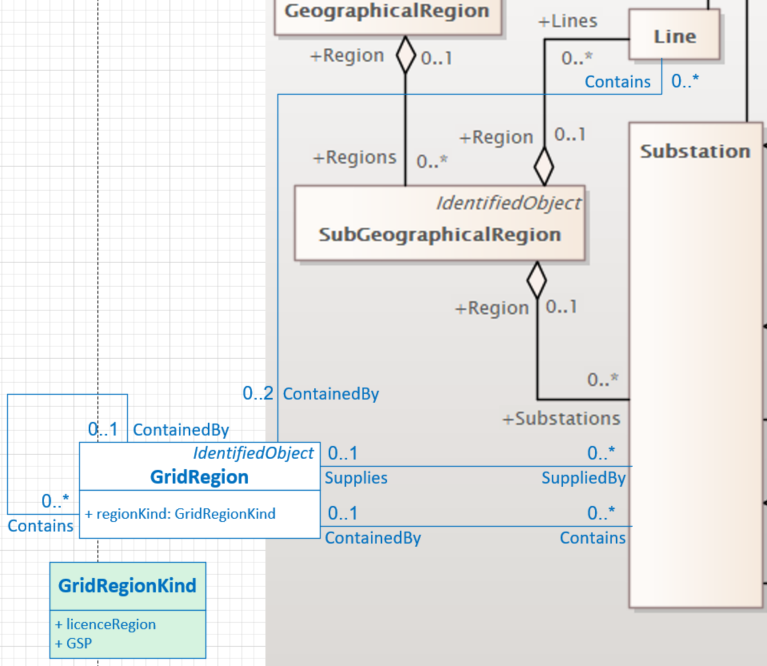 GeographicalRegion
+Region
0..1
+Lines
0..*
Line
Contains
0..*
+Regions
0..*
+Region
0..1
Substation
IdentifiedObject
SubGeographicalRegion
+Region
0..1
0..*
+Substations
0..2
ContainedBy
0..1
ContainedBy
IdentifiedObject
GridRegion
+ regionKind: GridRegionKind
0..*
Contains
0..1
Supplies
0..*
SuppliedBy
0..1
ContainedBy
0..*
Contains
GridRegionKind
+ licenceRegion
+ GSP